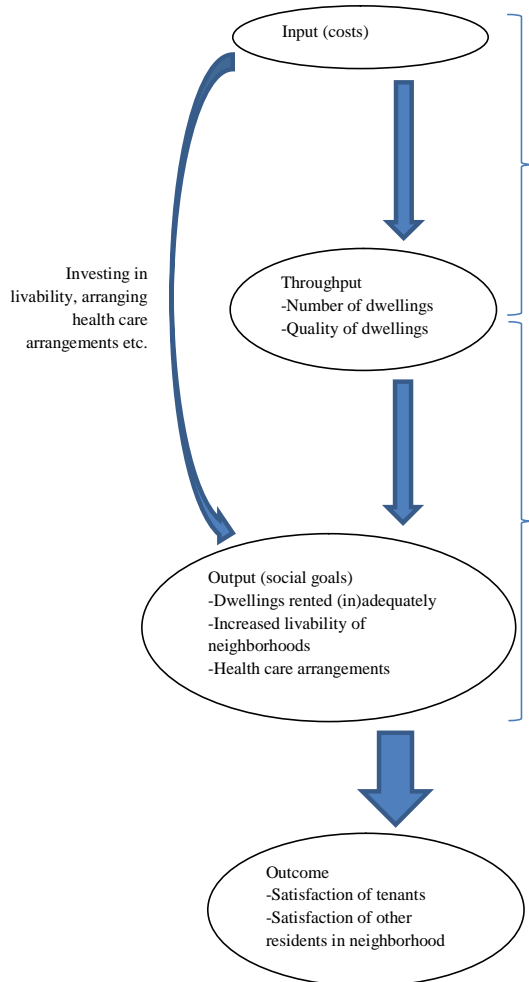 Input (costs)
Investing in
livability, arranging
health care
arrangements etc.
Throughput
-Number of dwellings
-Quality of dwellings
Output (social goals)
-Dwellings rented (in)adequately
-Increased livability of
neighborhoods
-Health care arrangements
Outcome
-Satisfaction of tenants
-Satisfaction of other
residents in neighborhood